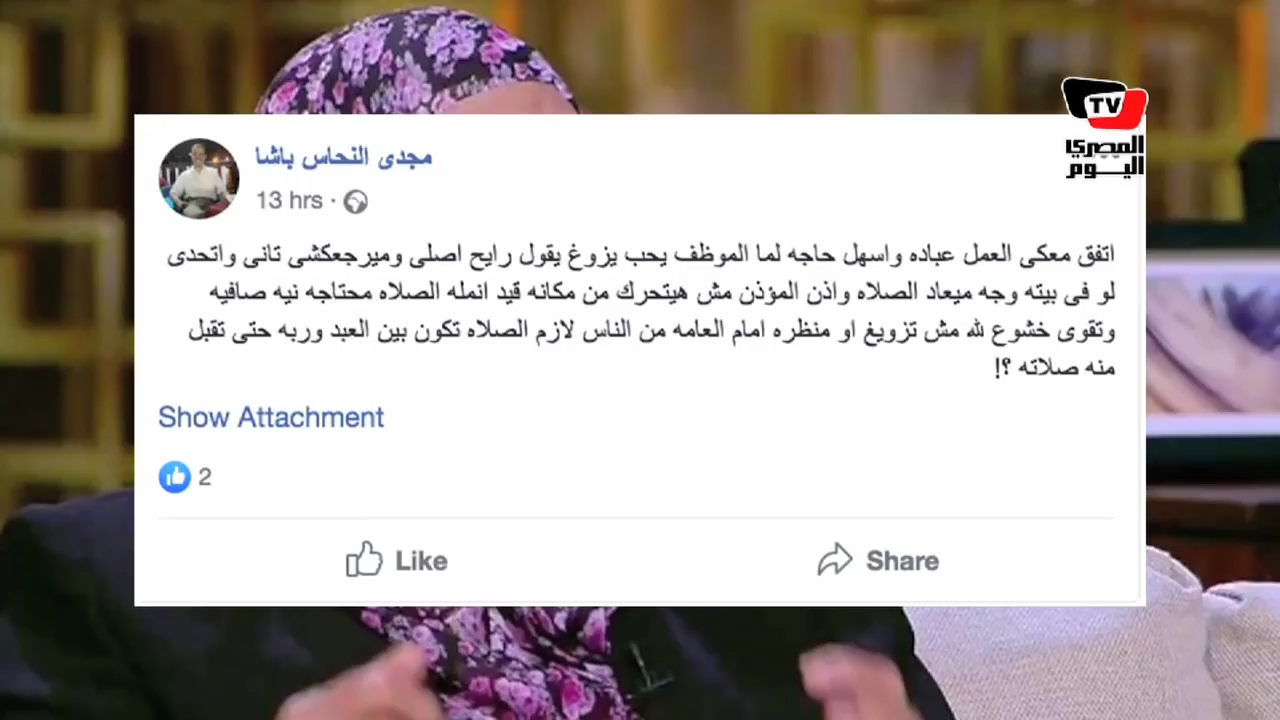 TV
المصري
اليوم
مجدى النحاس باشا
13 hrs ·
اتفق معكى العمل عباده واسهل حاجه لما الموظف يحب يزوغ يقول رايح اصلى وميرجعكشى تانى واتحدى
لو فى بيته وجه ميعاد الصلاه واذن المؤذن مش هيتحرك من مكانه قيد انمله الصلاه محتاجه نيه صافيه
وتقوى خشوع لله مش تزويغ او منظره امام العامه من الناس لازم الصلاه تكون بين العبد وربه حتى تقبل
منه صلاته ؟!
Show Attachment
2
Like
Share